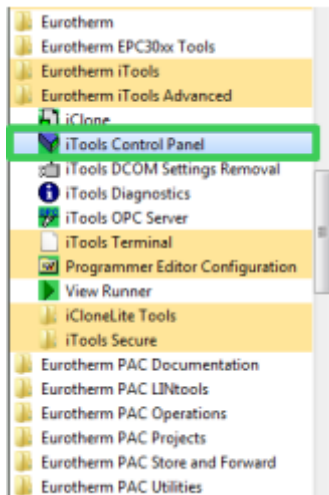 Eurotherm
Eurotherm EPC30xx Tools
Eurotherm iTools
Eurotherm iTools Advanced
iClone
iTools Control Panel
iTools DCOM Settings Removal
iTools Diagnostics
iTools OPC Server
iTools Terminal
Programmer Editor Configuration
View Runner
iCloneLite Tools
iTools Secure
Eurotherm PAC Documentation
Eurotherm PAC LINtools
Eurotherm PAC Operations
Eurotherm PAC Projects
Eurotherm PAC Store and Forward
Eurotherm PAC Utilities